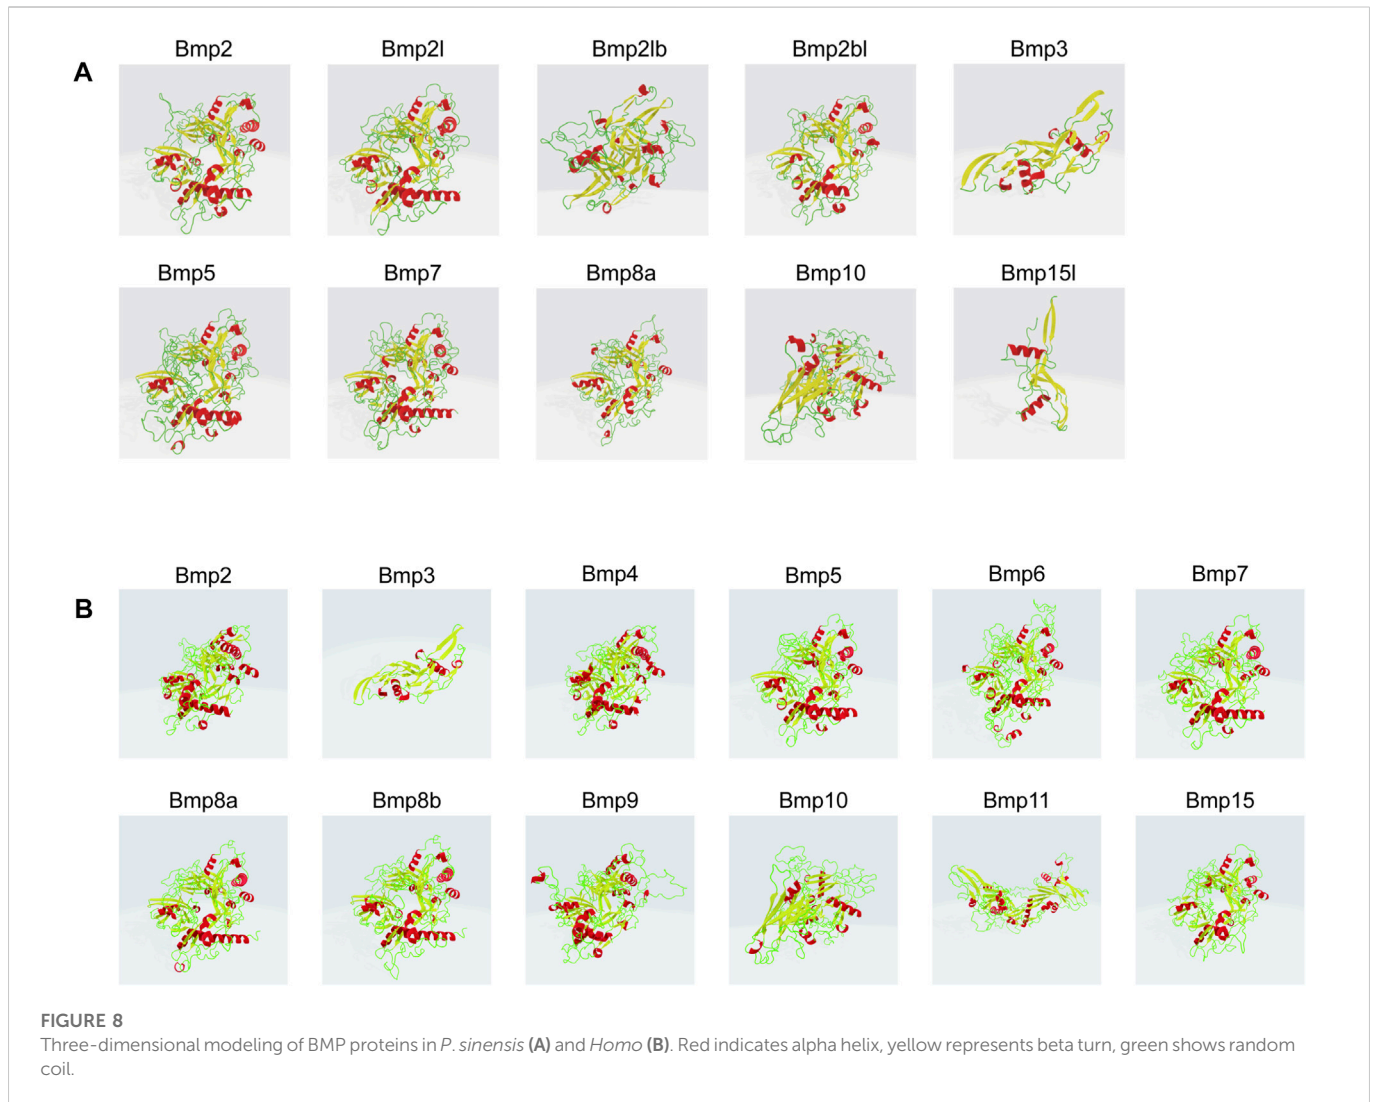 A
Bmp2 Bmp2l Bmp2lb Bmp2bl Bmp3
Bmp5 Bmp7 Bmp8a Bmp10 Bmp15l
B
Bmp2 Bmp3 Bmp4 Bmp5 Bmp6 Bmp7
Bmp8a Bmp8b Bmp9 Bmp10 Bmp11 Bmp15
FIGURE 8
Three-dimensional modeling of BMP proteins in P. sinensis (A) and Homo (B). Red indicates alpha helix, yellow represents beta turn, green shows random
coil.